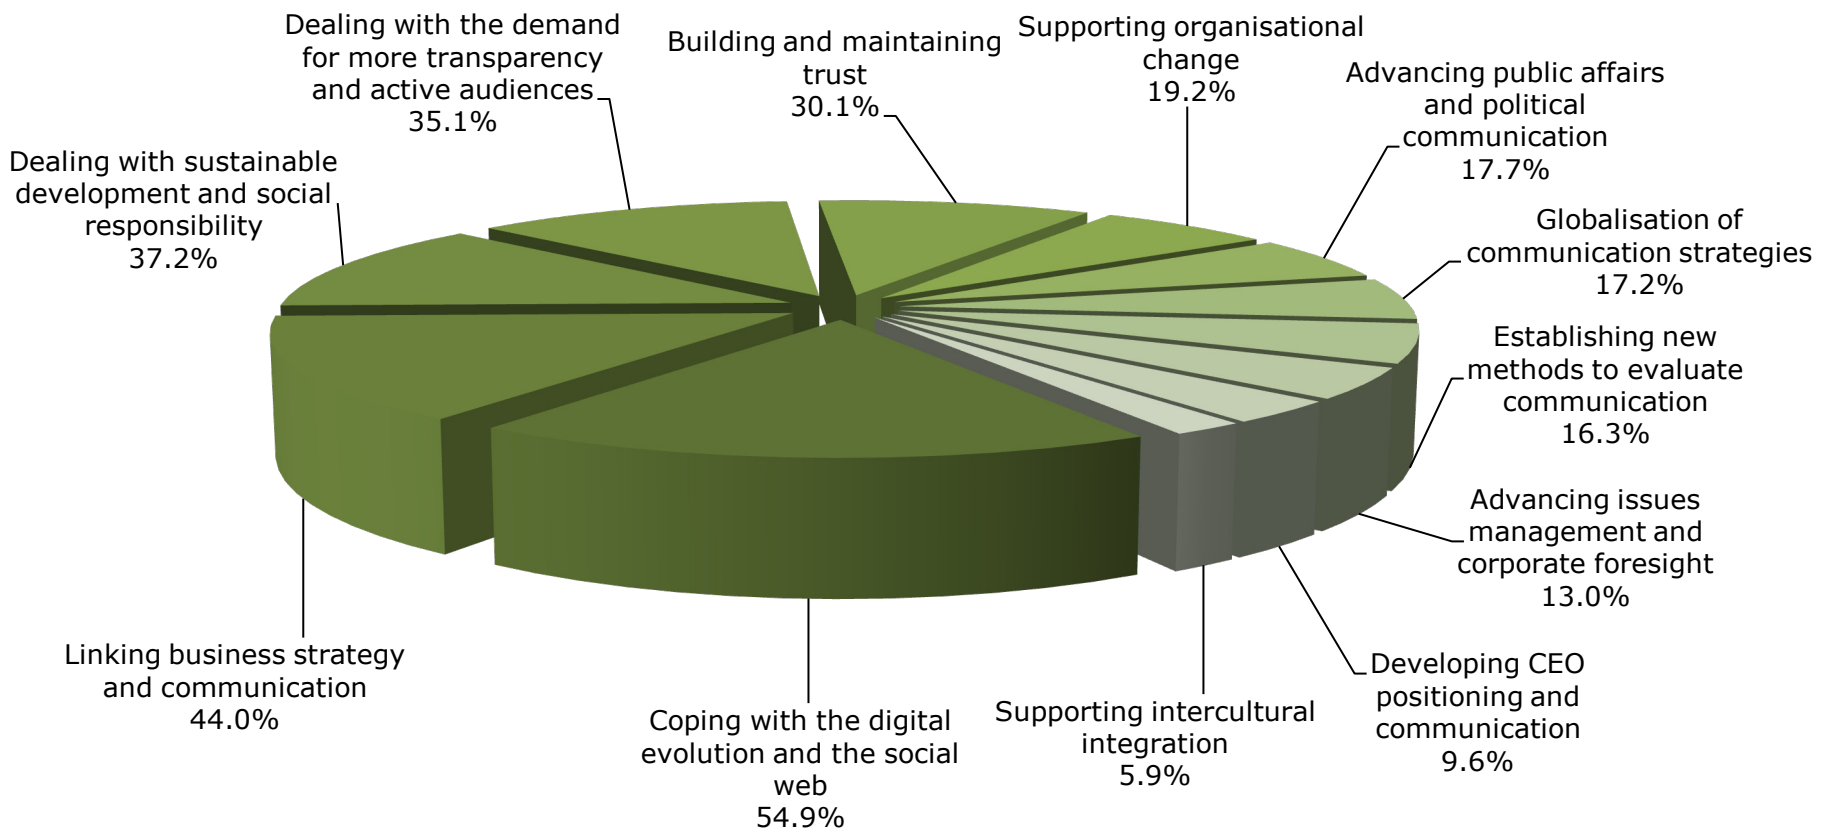 Dealing with the demand
for more transparency
and active audiences
35.1%
Building and maintaining
trust
30.1%
Supporting organisational
change
19.2%
Advancing public affairs
and political
communication
17.7%
Dealing with sustainable
development and social
responsibility
37.2%
Globalisation of
communication strategies
17.2%
Establishing new
methods to evaluate
communication
16.3%
Advancing issues
management and
corporate foresight
13.0%
Linking business strategy
and communication
44.0%
Coping with the digital
evolution and the social
web
54.9%
Supporting intercultural
integration
5.9%
Developing CEO
positioning and
communication
9.6%